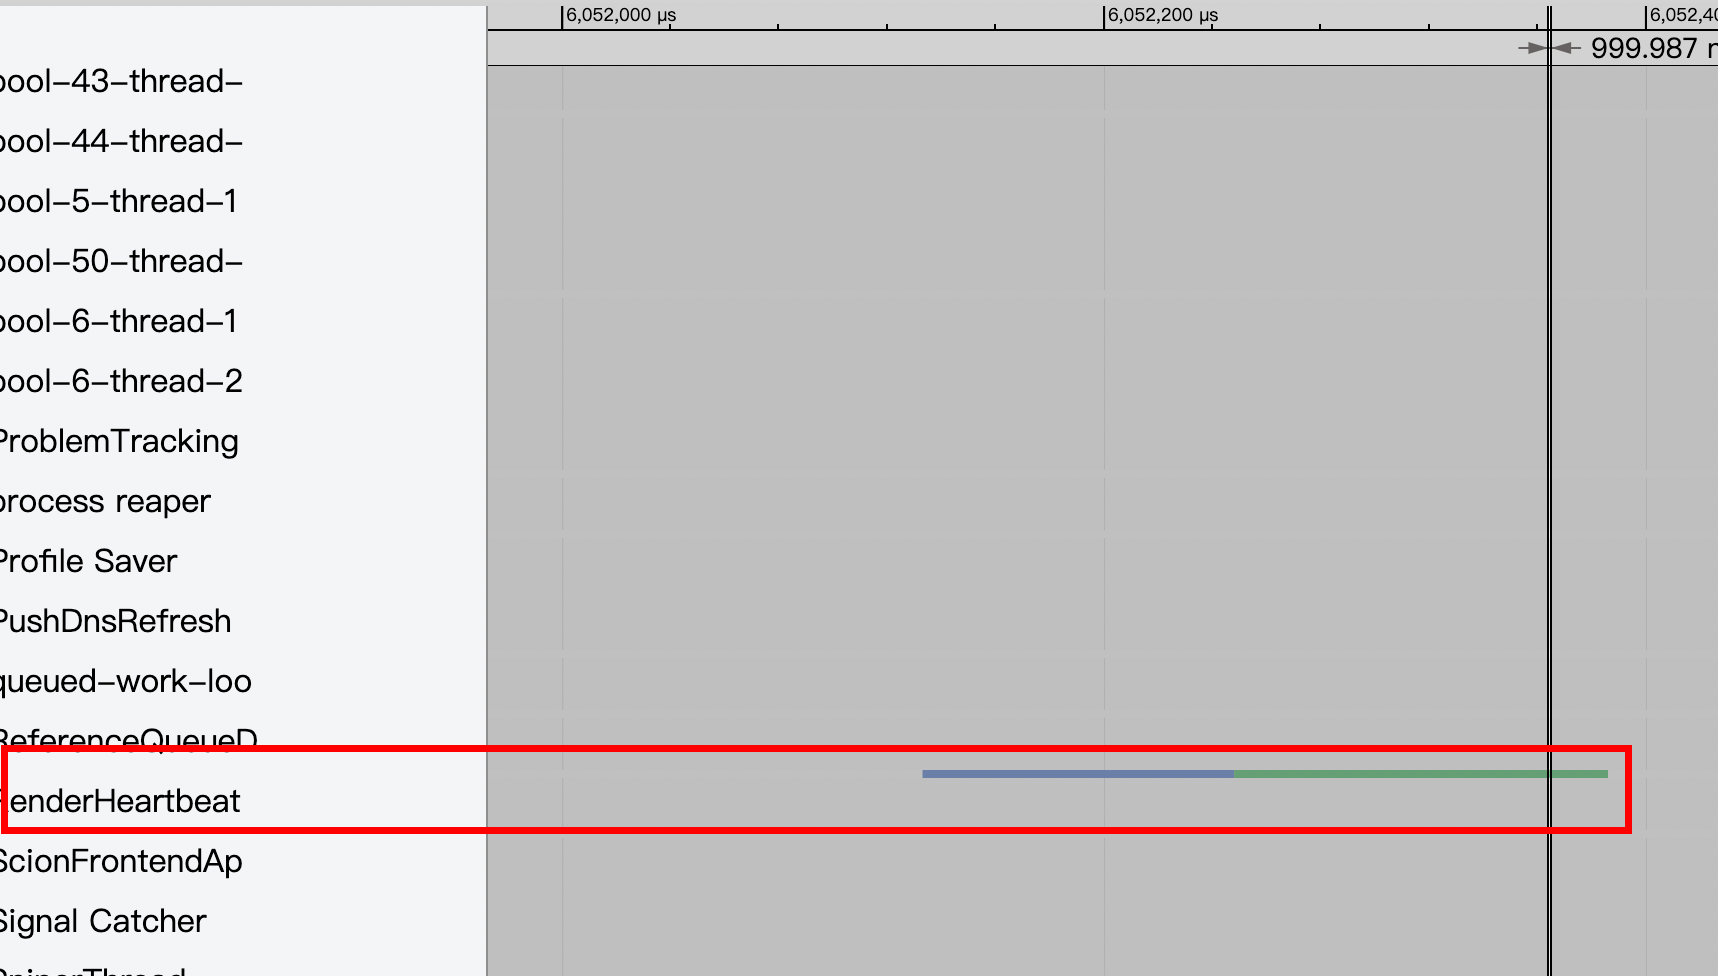 6,052,000 µs
6,052,200 µs
6,052,40
999.987 n
pool-43-thread-
pool-44-thread-
pool-5-thread-1
pool-50-thread-
pool-6-thread-1
pool-6-thread-2
ProblemTracking
process reaper
Profile Saver
PushDnsRefresh
queued-work-loo
ReferenceQueueD
RenderHeartbeat
ScionFrontendAp
Signal Catcher